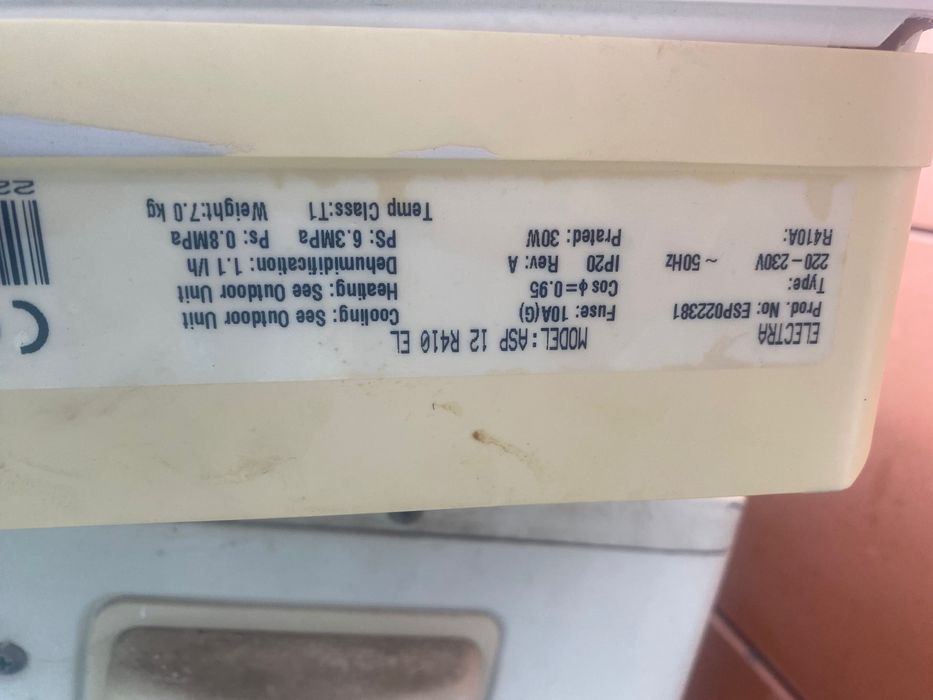 ELECTRA
MODEL: ASP 12 R410 EL
Prod. No: ESP022381
Fuse: 10A(G)
Cooling: See Outdoor Unit
Type:
Cos ϕ = 0.95
Heating: See Outdoor Unit
220 – 230V ~ 50Hz
IP20 Rev: A
Dehumidification: 1.1 l/h
R410A:
Prated: 30W
PS: 6.3MPa Ps: 0.8MPa
Temp Class:T1 Weight:7.0 kg
22